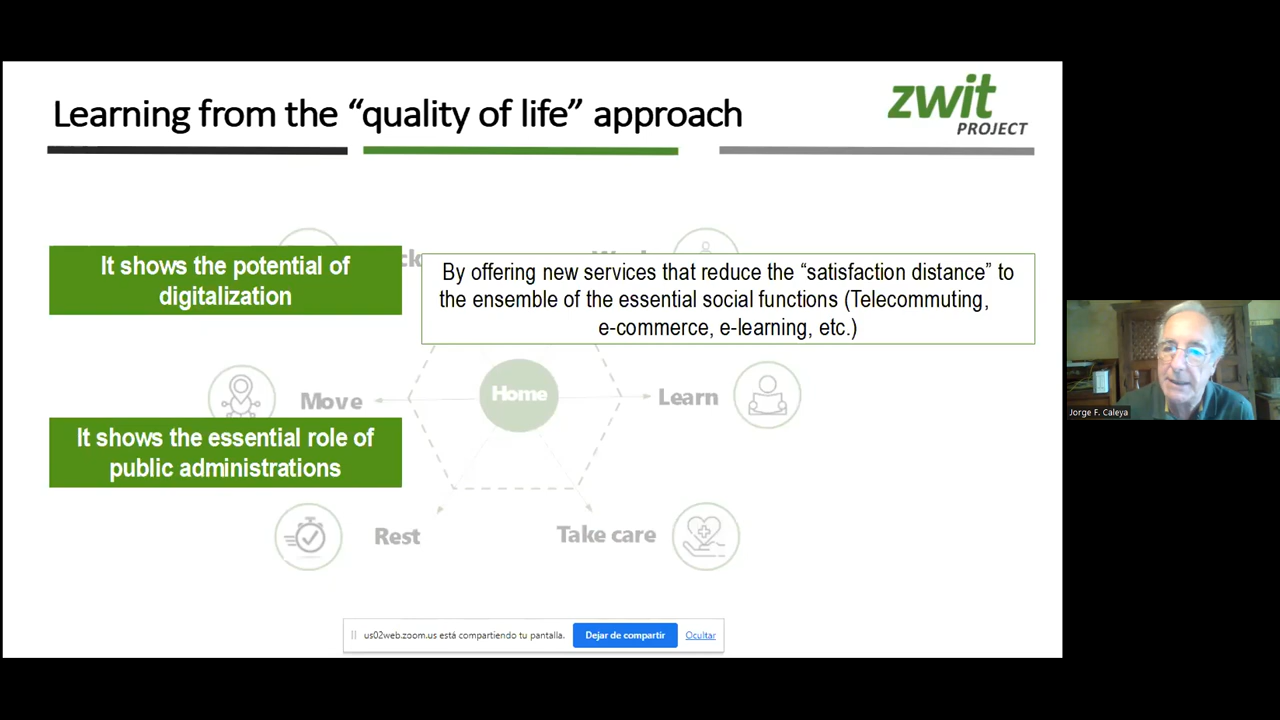 Learning from the “quality of life” approach
zwit
PROJECT
It shows the potential of
digitalization
By offering new services that reduce the “satisfaction distance” to
the ensemble of the essential social functions (Telecommuting,
e-commerce, e-learning, etc.)
Move
Home
Learn
Jorge F. Caleya
It shows the essential role of
public administrations
Rest
Take care
us02web.zoom.us está compartiendo tu pantalla.
Dejar de compartir
Ocultar